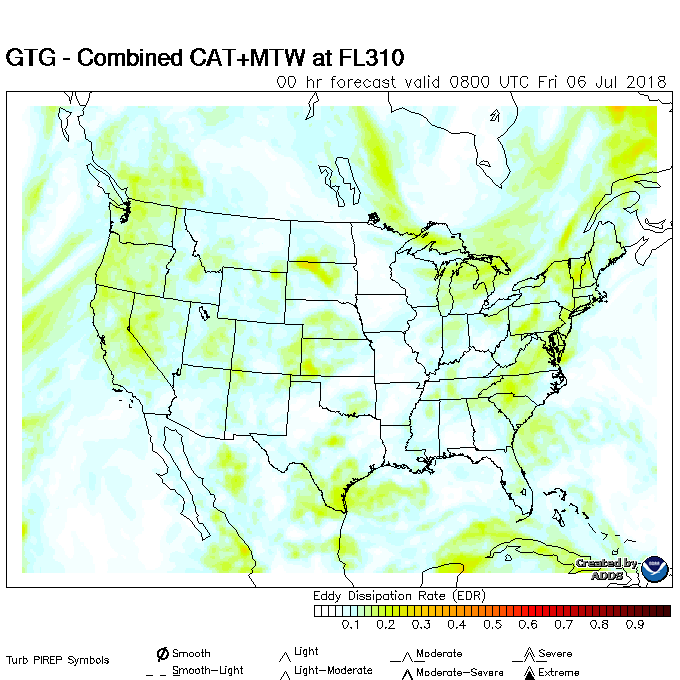 GTG - Combined CAT+MTW at FL310
00 hr forecast valid 0800 UTC Fri 06 Jul 2018
Created by
ADDS
Eddy Dissipation Rate (EDR)
0.1 0.2 0.3 0.4 0.5 0.6 0.7 0.8 0.9
Turb PIREP Symbols
Smooth Light Moderate Severe
Smooth-Light Light-Moderate Moderate-Severe Extreme